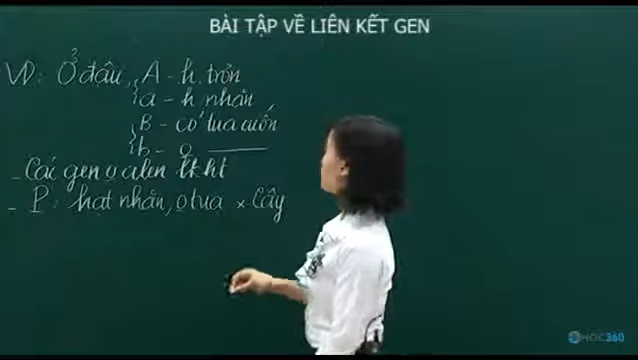 BÀI TẬP VỀ LIÊN KẾT GEN
VD: Ở đậu, A - h. trơn
a - h nhăn
B - có tua cuốn
b - o
- Các gen o alen lkht
- P: hạt nhăn, o tua × Cây
HOC360